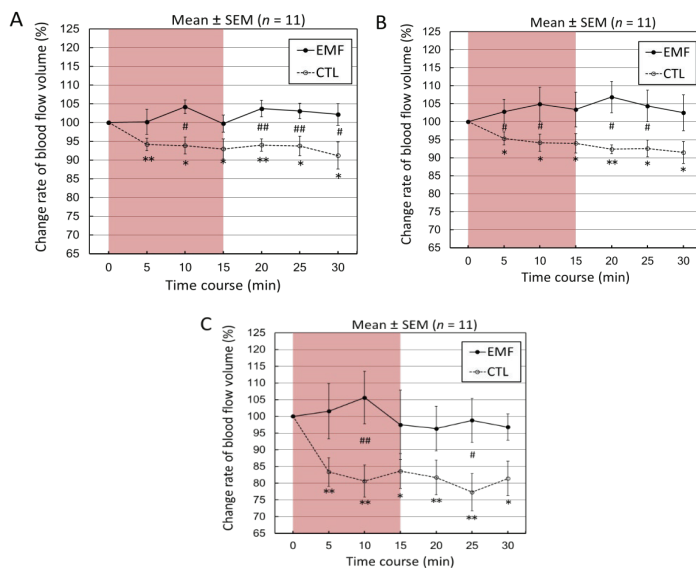 A
Mean ± SEM (n = 11)
Change rate of blood flow volume (%)
125
120
115
110
105
100
95
90
85
80
75
70
65
EMF
CTL
# ## ## #
** * * ** * *
0 5 10 15 20 25 30
Time course (min)
B
Mean ± SEM (n = 11)
Change rate of blood flow volume (%)
125
120
115
110
105
100
95
90
85
80
75
70
65
EMF
CTL
# # # #
* * * ** * *
0 5 10 15 20 25 30
Time course (min)
C
Mean ± SEM (n = 11)
Change rate of blood flow volume (%)
125
120
115
110
105
100
95
90
85
80
75
70
65
EMF
CTL
## #
** ** * ** ** *
0 5 10 15 20 25 30
Time course (min)